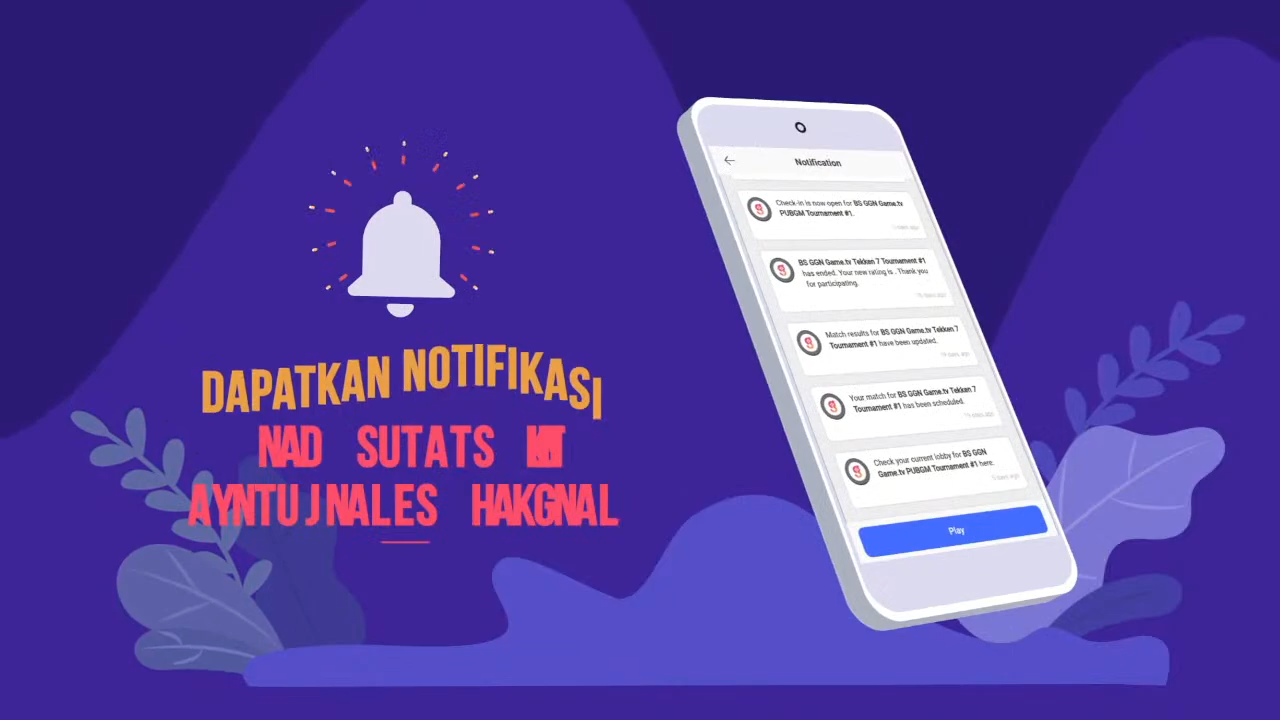 DAPATKAN NOTIFIKASI
NAD SUTATS
AYNTUJNALES HAKGNAL
Notification
Check-in is now open for BS GGN Game.tv
PUBGM Tournament #1.
BS GGN Game.tv Tekken 7 Tournament #1
has ended. Your new rating is . Thank you
for participating.
Match results for BS GGN Game.tv Tekken 7
Tournament #1 have been updated.
Your match for BS GGN Game.tv Tekken 7
Tournament #1 has been scheduled.
Check your current lobby for BS GGN
Game.tv PUBGM Tournament #1 here.
Play